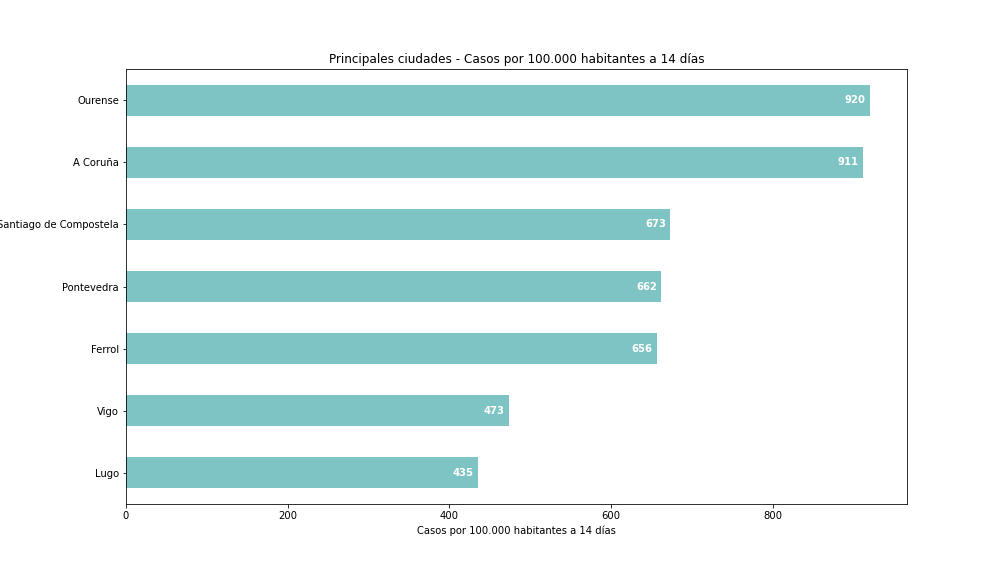 Principales ciudades - Casos por 100.000 habitantes a 14 días
Ourense 920
A Coruña 911
Santiago de Compostela 673
Pontevedra 662
Ferrol 656
Vigo 473
Lugo 435
0 200 400 600 800
Casos por 100.000 habitantes a 14 días